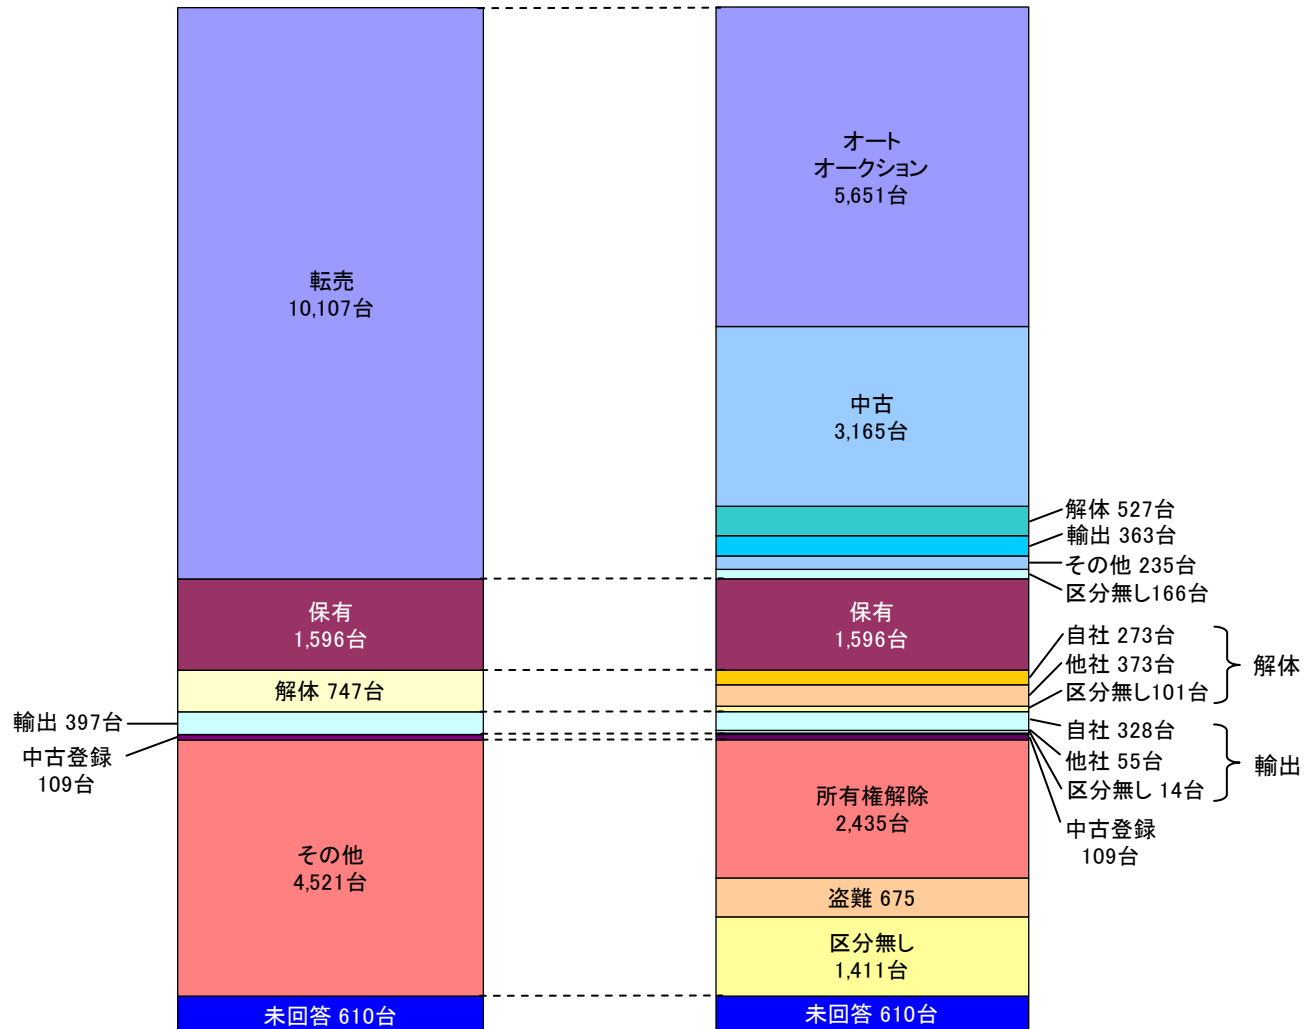 転売
10,107台
保有
1,596台
解体 747台
輸出 397台
中古登録
109台
その他
4,521台
未回答 610台
オート
オークション
5,651台
中古
3,165台
解体 527台
輸出 363台
その他 235台
区分無し166台
保有
1,596台
自社 273台
他社 373台
区分無し101台
解体
自社 328台
他社 55台
区分無し 14台
輸出
中古登録
109台
所有権解除
2,435台
盗難 675
区分無し
1,411台
未回答 610台